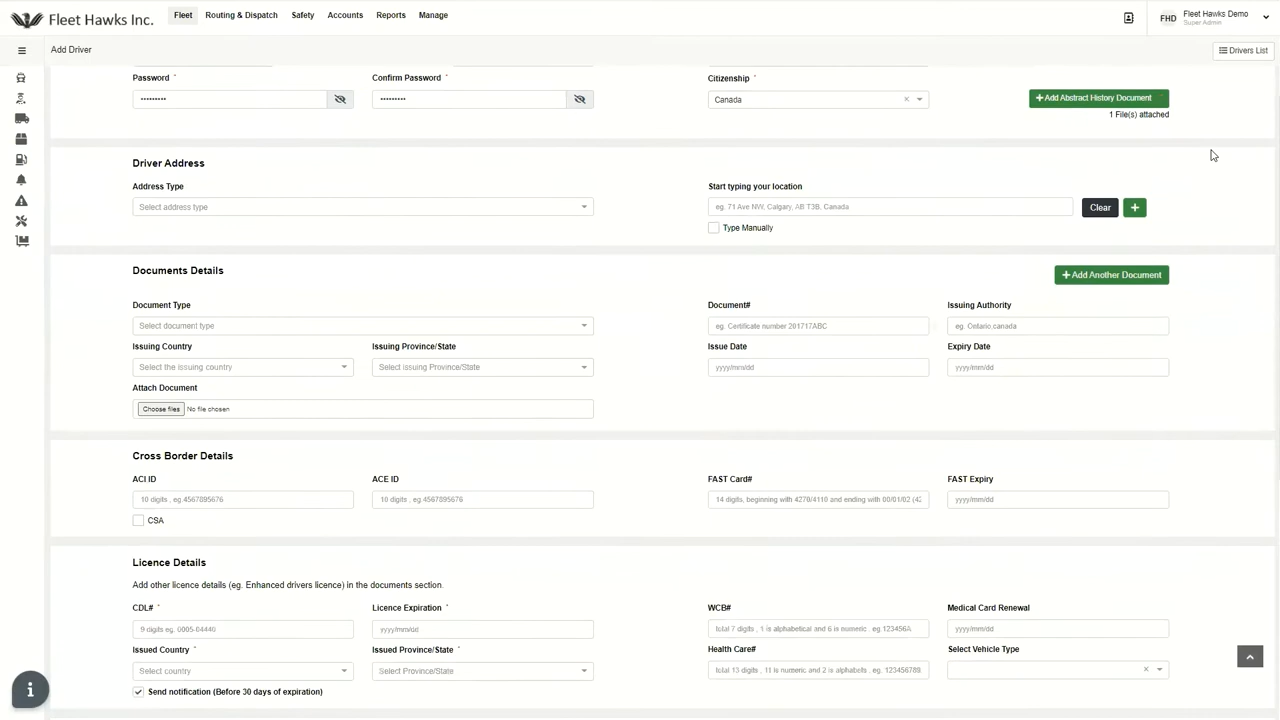 Fleet Hawks Inc.
Fleet Routing & Dispatch Safety Accounts Reports Manage
FHD Fleet Hawks Demo
Super Admin
Add Driver
Drivers List
Password * Confirm Password * Citizenship *
Canada
Add Abstract History Document
1 File(s) attached
Driver Address
Address Type Start typing your location
Select address type eg. 71 Ave NW, Calgary, AB T3B, Canada Clear +
Type Manually
Documents Details
+ Add Another Document
Document Type Document# Issuing Authority
Select document type eg. Certificate number 201717ABC eg. Ontario,canada
Issuing Country Issuing Province/State Issue Date Expiry Date
Select the issuing country Select issuing Province/State yyyy/mm/dd yyyy/mm/dd
Attach Document
Choose files No file chosen
Cross Border Details
ACI ID ACE ID FAST Card# FAST Expiry
10 digits , eg 4567895676 10 digits , eg 4567895676 14 digits, beginning with 4270/4110 and ending with 00/01/02 (42 yyyy/mm/dd
CSA
Licence Details
Add other licence details (eg. Enhanced drivers licence) in the documents section.
CDL# * Licence Expiration * WCB# Medical Card Renewal
9 digits eg. 0005-04440 yyyy/mm/dd total 7 digits , 1 is alphabetical and 6 is numeric , eg.123456A yyyy/mm/dd
Issued Country * Issued Province/State * Health Care# Select Vehicle Type
Select country Select Province/State total 13 digits , 11 is numeric and 2 is alphabets , eg. 123456789
Send notification (Before 30 days of expiration)